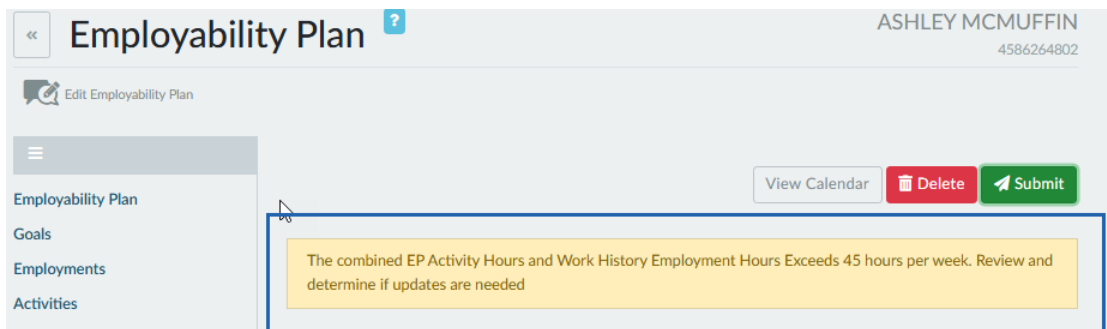 «
Employability Plan ?
ASHLEY MCMUFFIN
4586264802
Edit Employability Plan
View Calendar
Delete
Submit
Employability Plan
Goals
Employments
Activities
The combined EP Activity Hours and Work History Employment Hours Exceeds 45 hours per week. Review and
determine if updates are needed